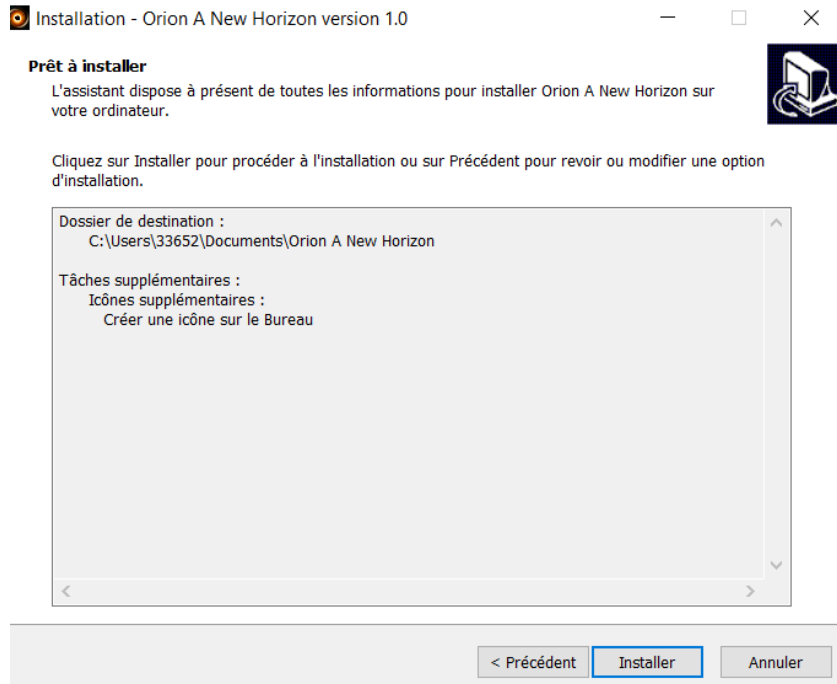 Installation - Orion A New Horizon version 1.0
Prêt à installer
L'assistant dispose à présent de toutes les informations pour installer Orion A New Horizon sur
votre ordinateur.
Cliquez sur Installer pour procéder à l'installation ou sur Précédent pour revoir ou modifier une option
d'installation.
Dossier de destination :
C:\Users\33652\Documents\Orion A New Horizon
Tâches supplémentaires :
Icônes supplémentaires :
Créer une icône sur le Bureau
< Précédent
Installer
Annuler